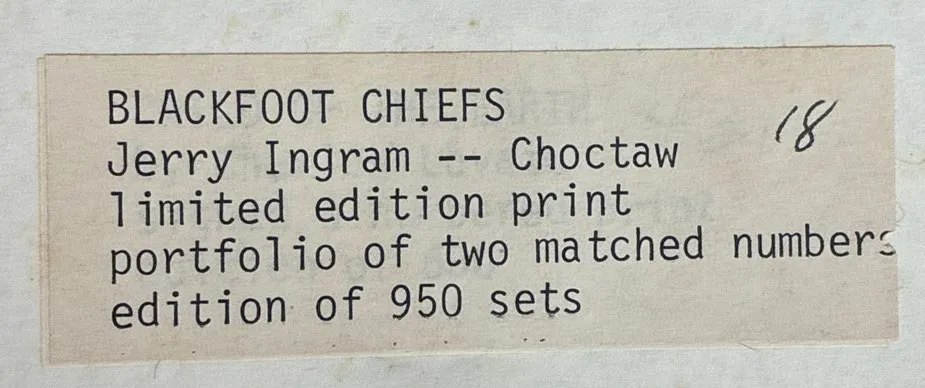 BLACKFOOT CHIEFS
18
Jerry Ingram -- Choctaw
limited edition print
portfolio of two matched numbers
edition of 950 sets